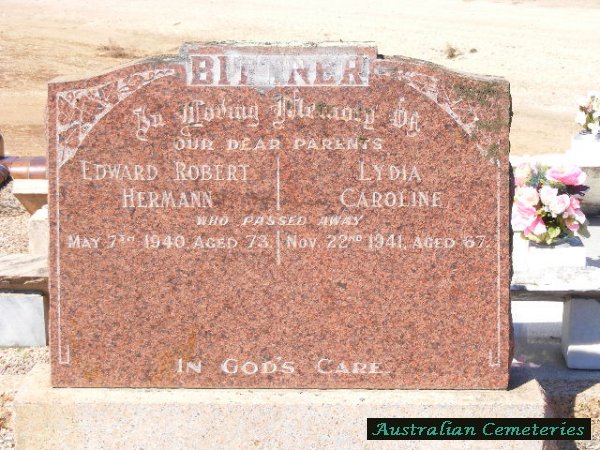 BITTNER
In Loving Memory Of
OUR DEAR PARENTS
EDWARD ROBERT HERMANN
LYDIA CAROLINE
WHO PASSED AWAY
MAY 7TH 1940, AGED 73.
NOV. 22ND 1941, AGED 67.
IN GOD'S CARE.
Australian Cemeteries